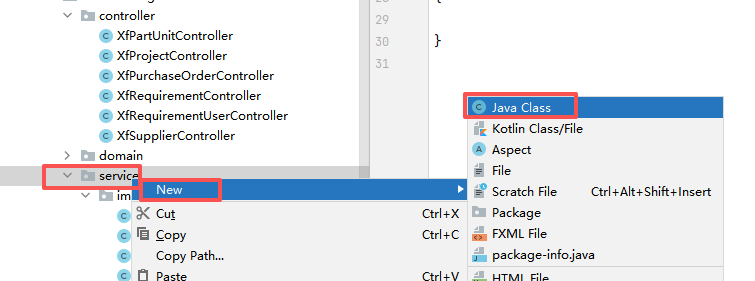 controller
XfPartUnitController
XfProjectController
XfPurchaseOrderController
XfRequirementController
XfRequirementUserController
XfSupplierController
domain
service
im
29
30
}
31
New
Cut Ctrl+X
Copy Ctrl+C
Copy Path...
Paste Ctrl+V
Java Class
Kotlin Class/File
Aspect
File
Scratch File Ctrl+Alt+Shift+Insert
Package
FXML File
package-info.java
HTML File